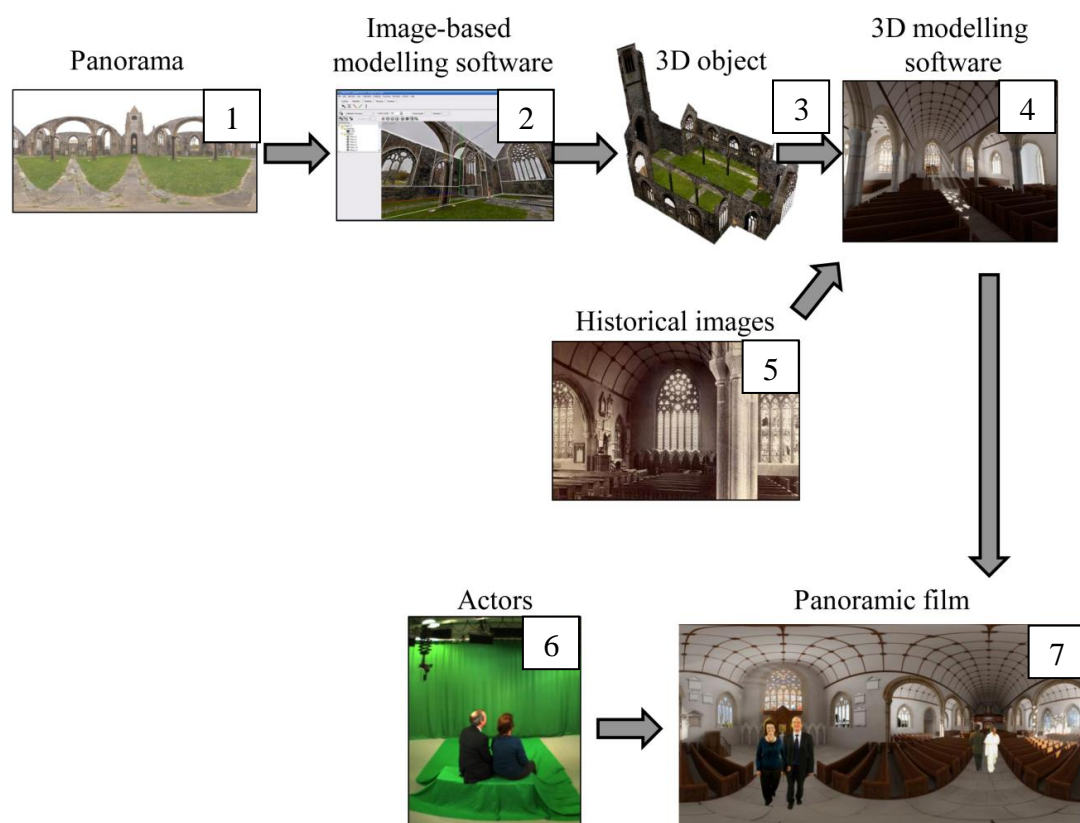 Panorama
1
Image-based
modelling software
2
3D object
3
3D modelling
software
4
Historical images
5
Actors
6
Panoramic film
7